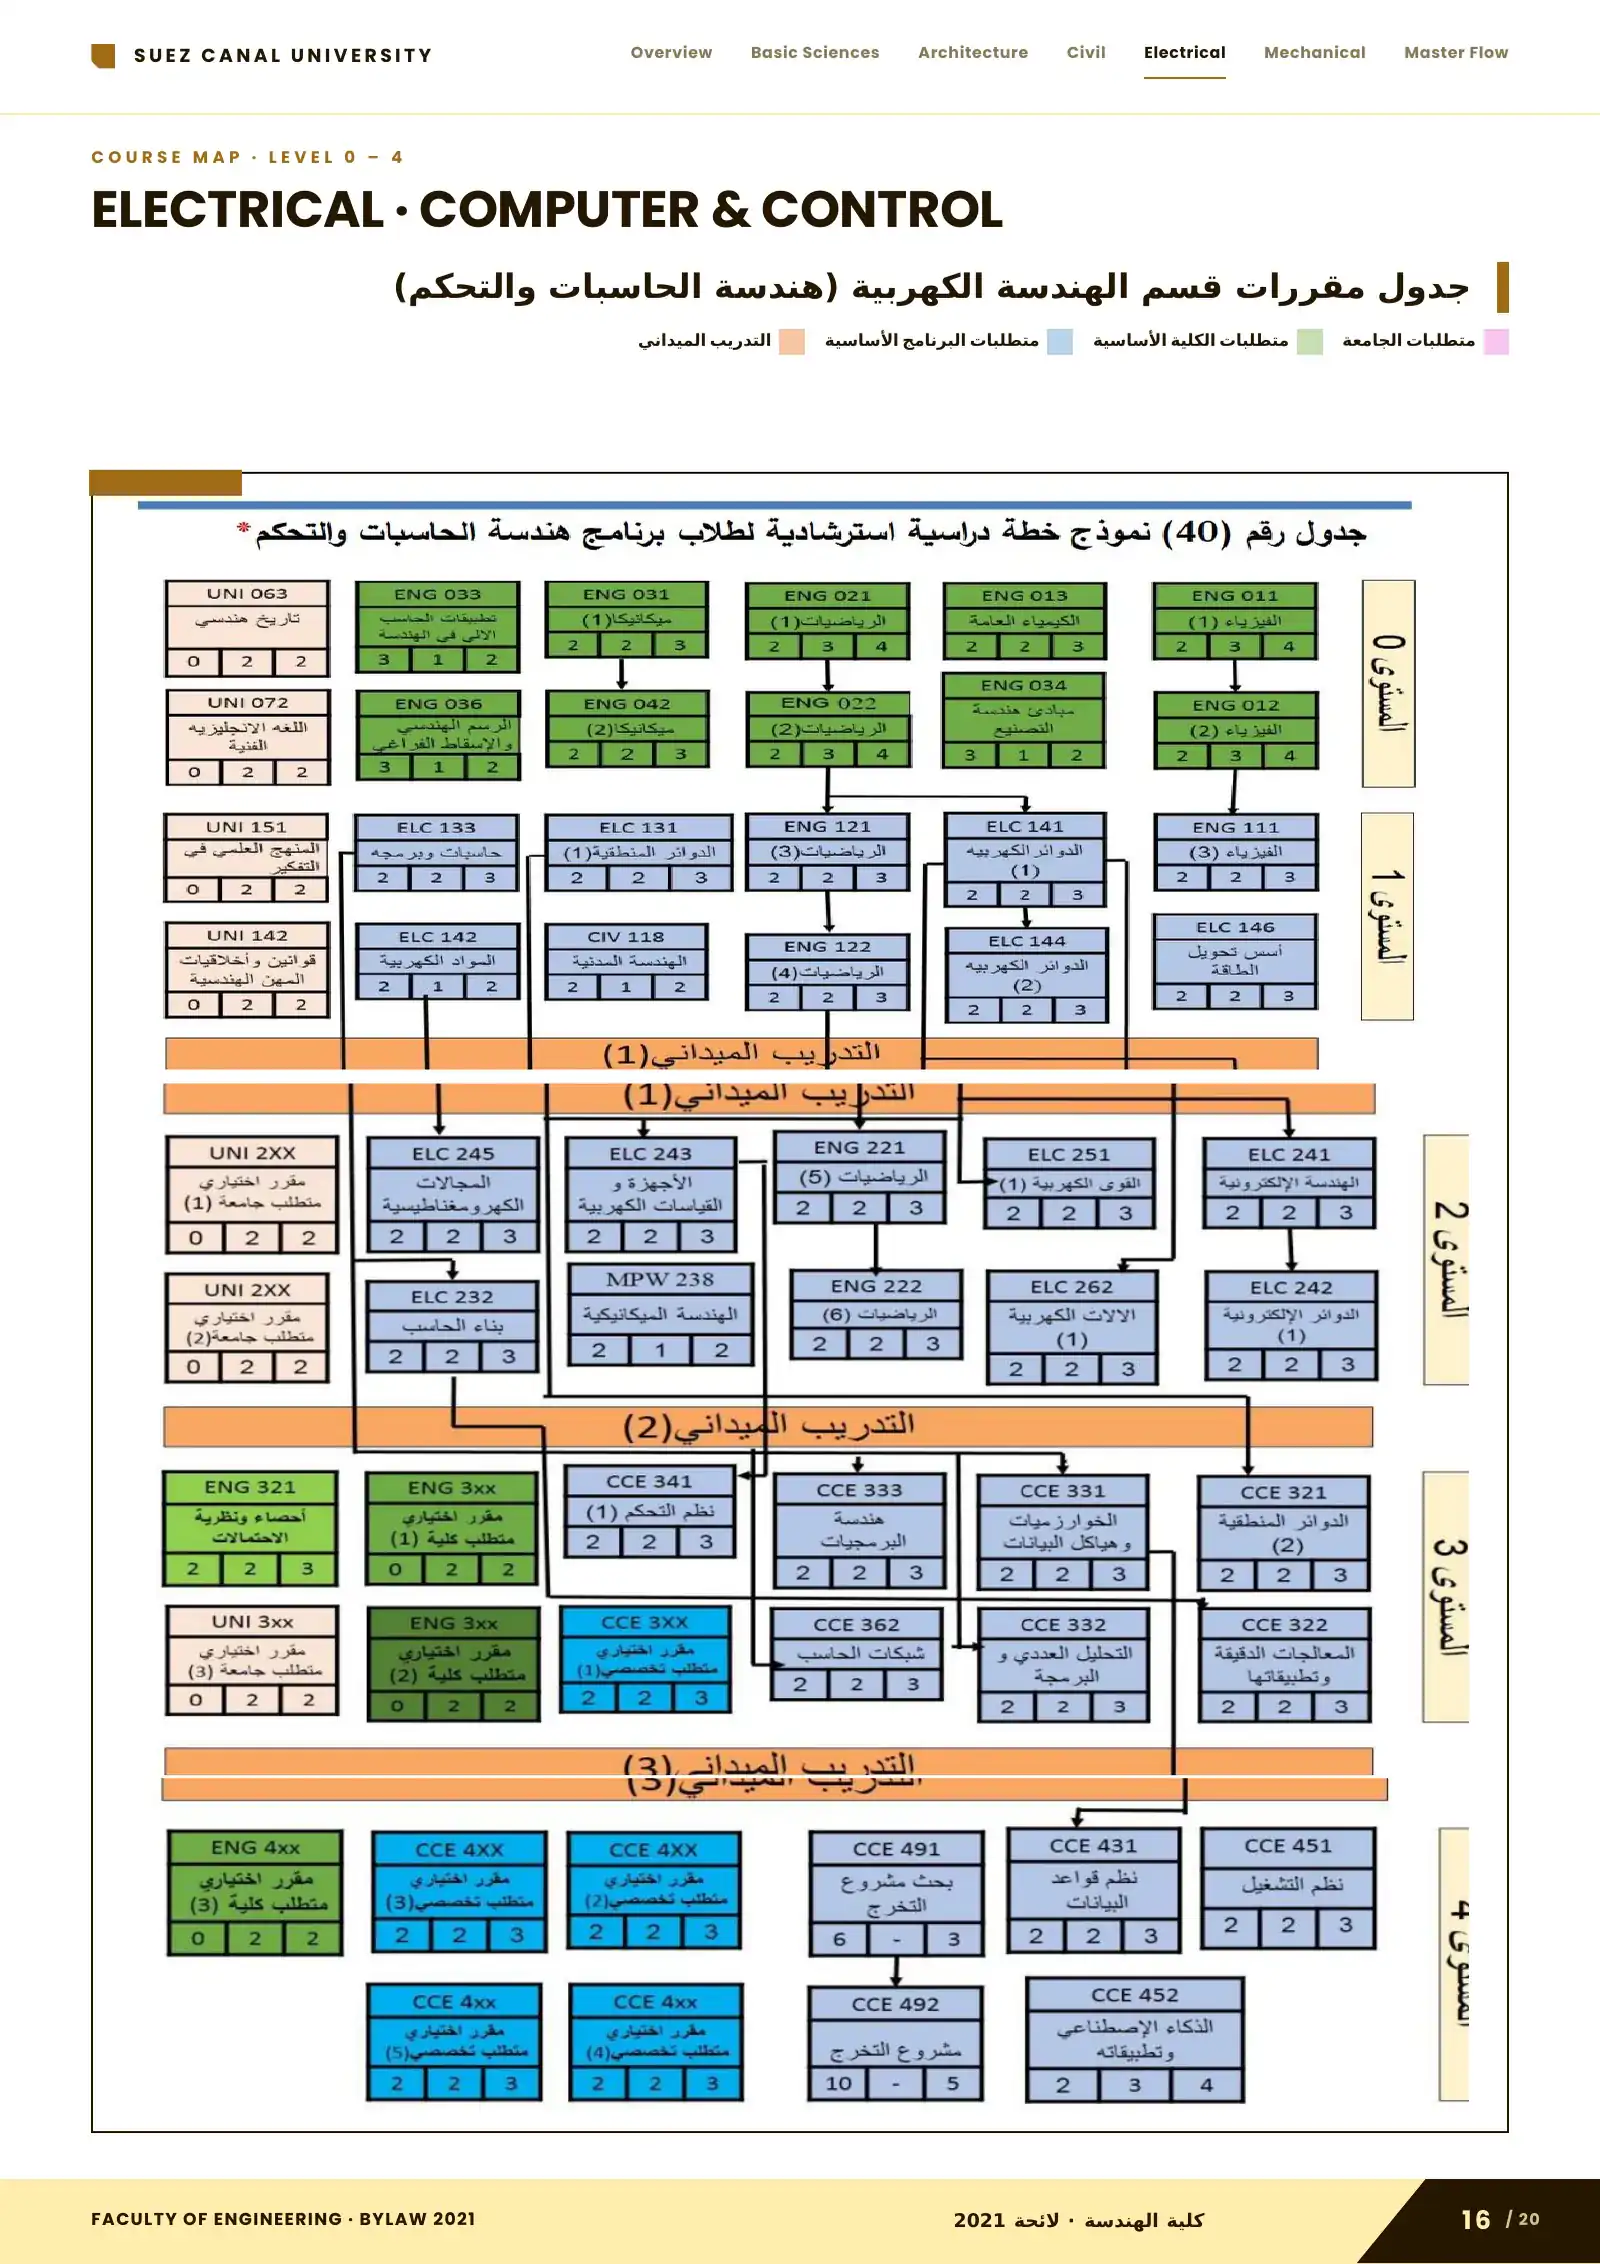 SUEZ CANAL UNIVERSITY
Overview
Basic Sciences
Architecture
Civil
Electrical
Mechanical
Master Flow
COURSE MAP · LEVEL 0 – 4
ELECTRICAL · COMPUTER & CONTROL
جدول مقررات قسم الهندسة الكهربية (هندسة الحاسبات والتحكم)
متطلبات الجامعة
متطلبات الكلية الأساسية
متطلبات البرنامج الأساسية
التدريب الميداني
جدول رقم (40) نموذج خطة دراسية استرشادية لطلاب برنامج هندسة الحاسبات والتحكم*
المستوى 0
ENG 011
الفيزياء (1)
2 3 4
ENG 013
الكيمياء العامة
2 2 3
ENG 021
الرياضيات(1)
2 3 4
ENG 031
ميكانيكا(1)
2 2 3
ENG 033
تطبيقات الحاسب
الالى فى الهندسة
3 1 2
UNI 063
تاريخ هندسي
0 2 2
ENG 012
الفيزياء (2)
2 3 4
ENG 034
مبادئ هندسة
التصنيع
3 1 2
ENG 022
الرياضيات(2)
2 3 4
ENG 042
ميكانيكا(2)
2 2 3
ENG 036
الرسم الهندسي
والإسقاط الفراغي
3 1 2
UNI 072
اللغه الانجليزيه
الفنية
0 2 2
المستوى 1
ENG 111
الفيزياء (3)
2 2 3
ELC 141
الدوائر الكهربيه
(1)
2 2 3
ENG 121
الرياضيات(3)
2 2 3
ELC 131
الدوائر المنطقية(1)
2 2 3
ELC 133
حاسبات وبرمجه
2 2 3
UNI 151
المنهج العلمي في
التفكير
0 2 2
ELC 146
أسس تحويل
الطاقة
2 2 3
ELC 144
الدوائر الكهربيه
(2)
2 2 3
ENG 122
الرياضيات(4)
2 2 3
CIV 118
الهندسة المدنية
2 1 2
ELC 142
المواد الكهربية
2 1 2
UNI 142
قوانين وأخلاقيات
المهن الهندسية
0 2 2
التدريب الميداني(1)
التدريب الميداني(1)
المستوى 2
ELC 241
الهندسة الإلكترونية
2 2 3
ELC 251
القوى الكهربية (1)
2 2 3
ENG 221
الرياضيات (5)
2 2 3
ELC 243
الأجهزة و
القياسات الكهربية
2 2 3
ELC 245
المجالات
الكهرومغناطيسية
2 2 3
UNI 2XX
مقرر اختياري
متطلب جامعة (1)
0 2 2
ELC 242
الدوائر الإلكترونية
(1)
2 2 3
ELC 262
الالات الكهربية
(1)
2 2 3
ENG 222
الرياضيات (6)
2 2 3
MPW 238
الهندسة الميكانيكية
2 1 2
ELC 232
بناء الحاسب
2 2 3
UNI 2XX
مقرر اختياري
متطلب جامعة(2)
0 2 2
التدريب الميداني(2)
المستوى 3
CCE 321
الدوائر المنطقية
(2)
2 2 3
CCE 331
الخوارزميات
وهياكل البيانات
2 2 3
CCE 333
هندسة
البرمجيات
2 2 3
CCE 341
نظم التحكم (1)
2 2 3
ENG 3xx
مقرر اختياري
متطلب كلية (1)
0 2 2
ENG 321
أحصاء ونظرية
الاحتمالات
2 2 3
CCE 322
المعالجات الدقيقة
وتطبيقاتها
2 2 3
CCE 332
التحليل العددي و
البرمجة
2 2 3
CCE 362
شبكات الحاسب
2 2 3
CCE 3XX
مقرر اختياري
متطلب تخصصي(1)
2 2 3
ENG 3xx
مقرر اختياري
متطلب كلية (2)
0 2 2
UNI 3xx
مقرر اختياري
متطلب جامعة (3)
0 2 2
التدريب الميداني(3)
التدريب الميداني(3)
المستوى 4
CCE 451
نظم التشغيل
2 2 3
CCE 431
نظم قواعد
البيانات
2 2 3
CCE 491
بحث مشروع
التخرج
6 - 3
CCE 4XX
مقرر اختياري
متطلب تخصصي(2)
2 2 3
CCE 4XX
مقرر اختياري
متطلب تخصصي(3)
2 2 3
ENG 4xx
مقرر اختياري
متطلب كلية (3)
0 2 2
CCE 452
الذكاء الإصطناعي
وتطبيقاته
2 3 4
CCE 492
مشروع التخرج
10 - 5
CCE 4xx
مقرر اختياري
متطلب تخصصي(4)
2 2 3
CCE 4xx
مقرر اختياري
متطلب تخصصي(5)
2 2 3
FACULTY OF ENGINEERING · BYLAW 2021
كلية الهندسة · لائحة 2021
16 / 20